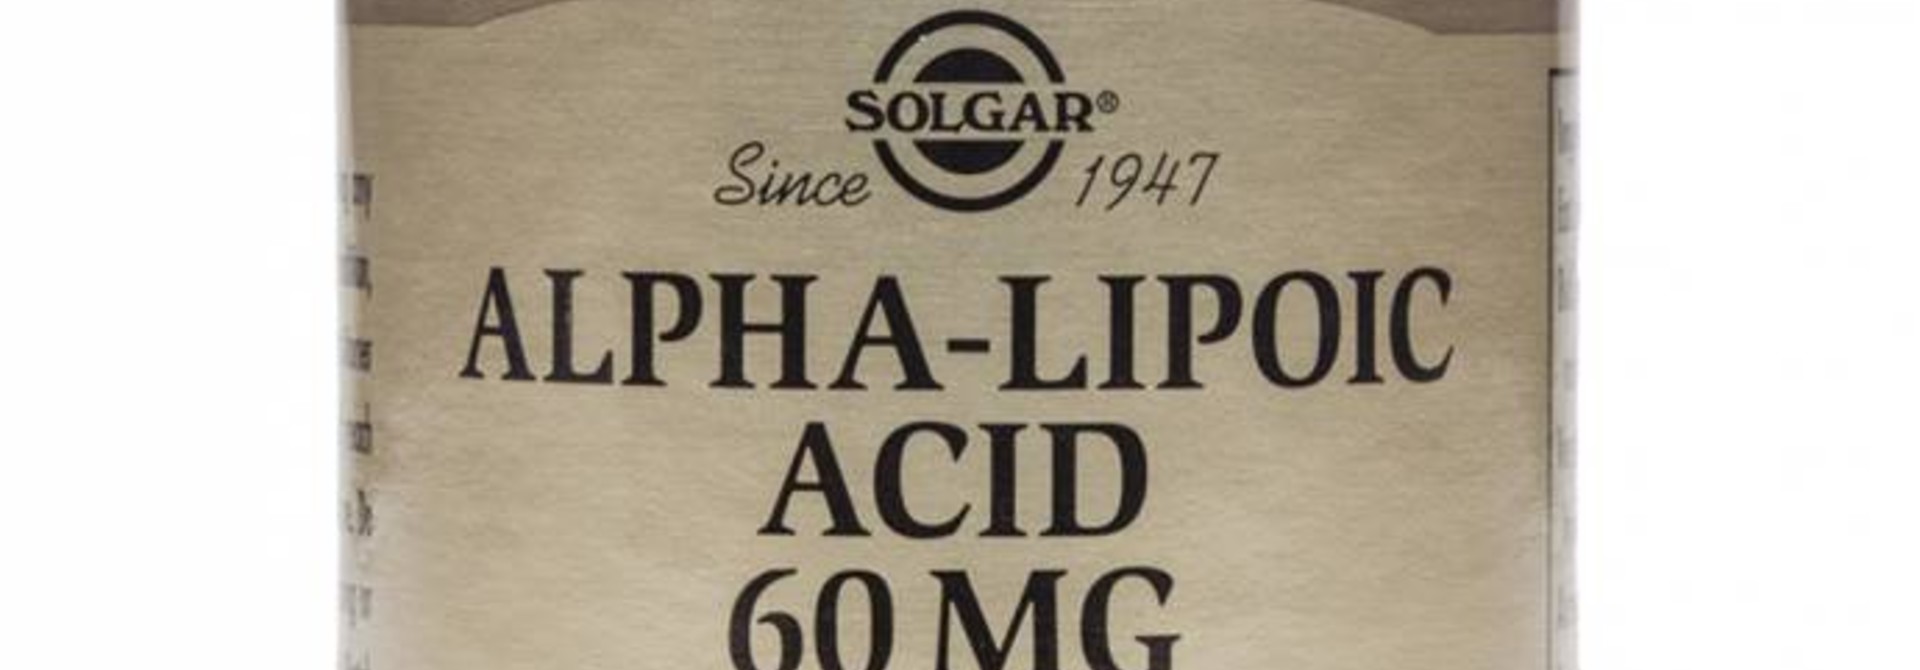 SOLGAR®
Since 1947
ALPHA-LIPOIC
ACID
60 MG